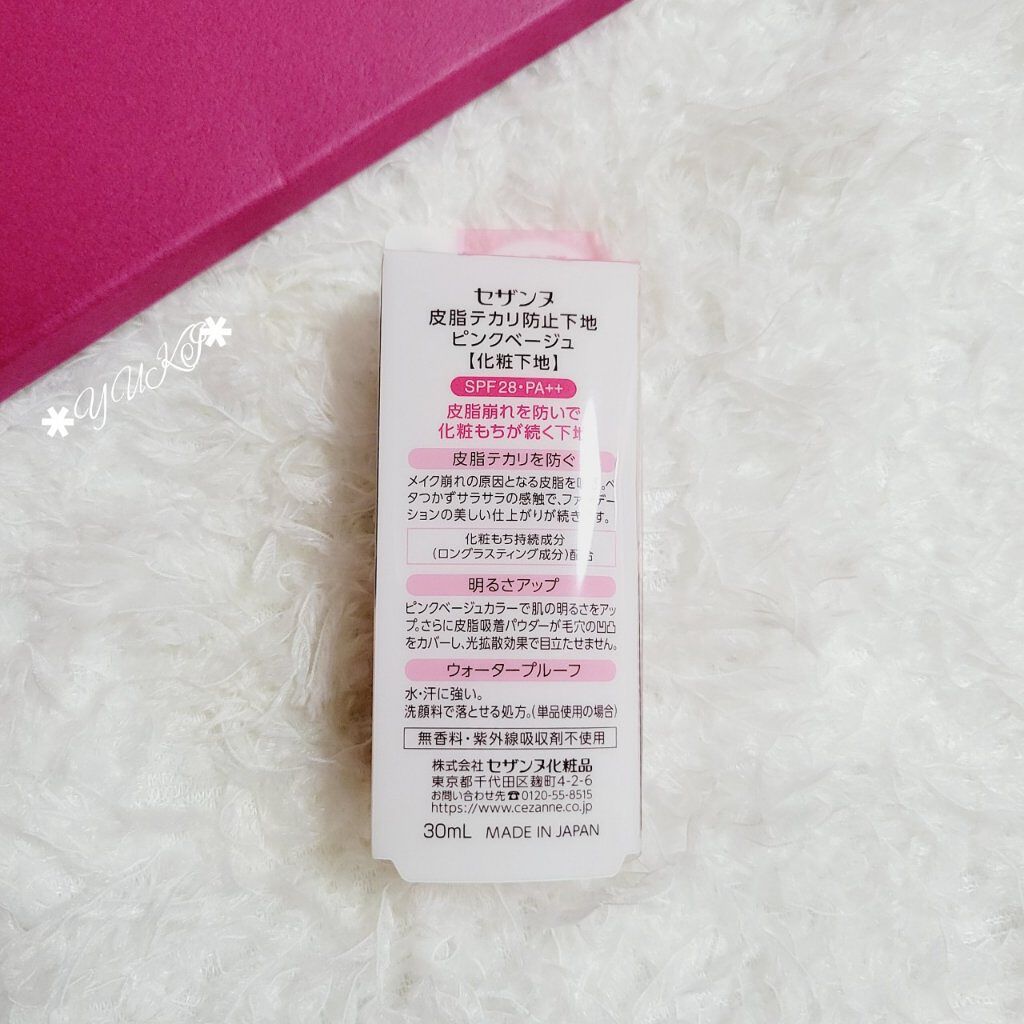 *YUKI*
セザンヌ
皮脂テカリ防止下地
ピンクベージュ
【化粧下地】
SPF28・PA++
皮脂崩れを防いで
化粧もちが続く下地
皮脂テカリを防ぐ
メイク崩れの原因となる皮脂を
タつかずサラサラの感触で、
ションの美しい仕上がりが続き
化粧もち持続成分
(ロングラスティング成分)配合
明るさアップ
ピンクベージュカラーで肌の明るさをアッ
プ。さらに皮脂吸着パウダーが毛穴の凹凸
をカバーし、光拡散効果で目立たせません。
ウォータープルーフ
水・汗に強い。
洗顔料で落とせる処方。(単品使用の場合)
無香料・紫外線吸収剤不使用
株式会社 セザンヌ化粧品
東京都千代田区麹町4-2-6
お問い合わせ先☎0120-55-8515
https://www.cezanne.co.jp
30mL MADE IN JAPAN